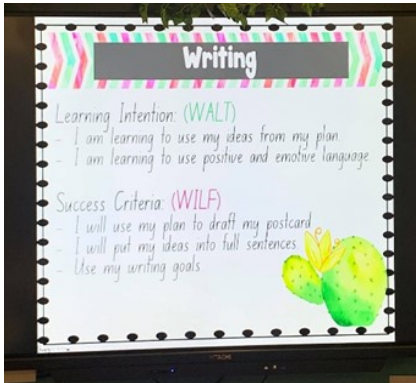 Writing
Learning Intention: (WALT)
- I am learning to use my ideas from my plan.
- I am learning to use positive and emotive language.
Success Criteria: (WILF)
- I will use my plan to draft my postcard
- I will put my ideas into full sentences
- Use my writing goals
HITACHI